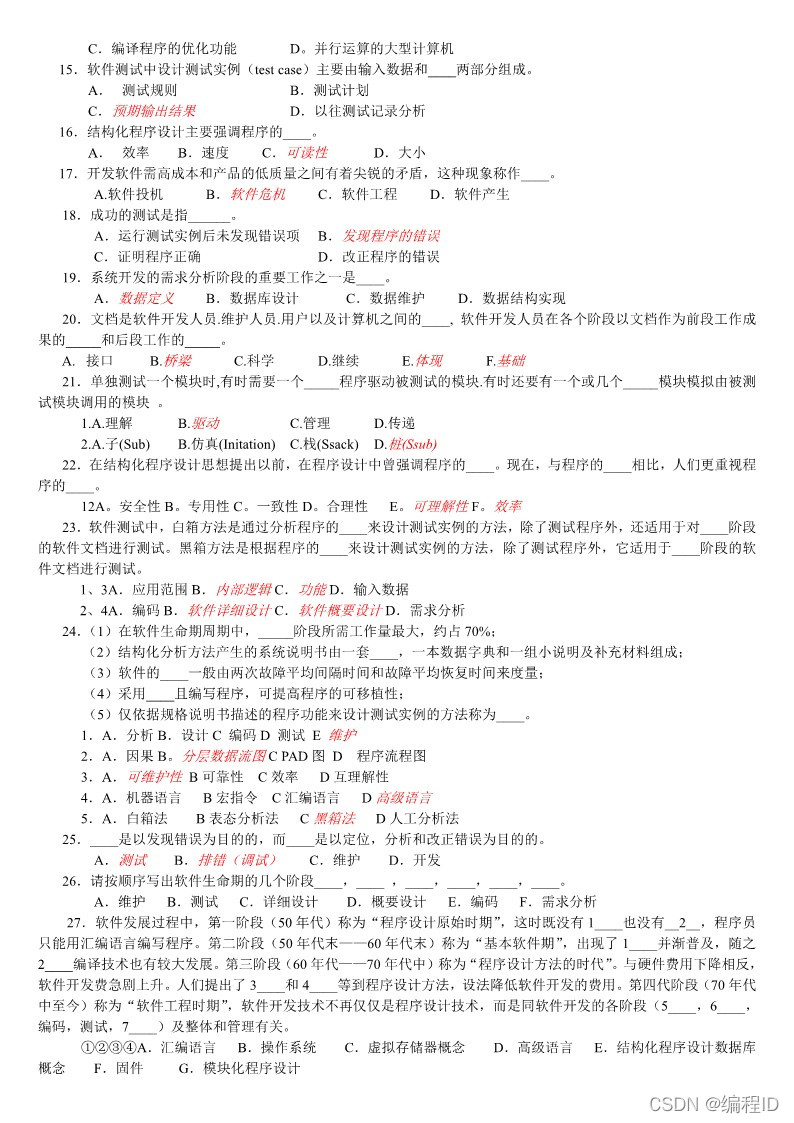 C．编译程序的优化功能 D。并行运算的大型计算机
15．软件测试中设计测试实例（test case）主要由输入数据和____两部分组成。
A． 测试规则 B．测试计划
C．预期输出结果 D．以往测试记录分析
16．结构化程序设计主要强调程序的____。
A． 效率 B．速度 C．可读性 D．大小
17．开发软件需高成本和产品的低质量之间有着尖锐的矛盾，这种现象称作____。
A.软件投机 B．软件危机 C．软件工程 D．软件产生
18．成功的测试是指______。
A．运行测试实例后未发现错误项 B．发现程序的错误
C．证明程序正确 D．改正程序的错误
19．系统开发的需求分析阶段的重要工作之一是____。
A．数据定义 B．数据库设计 C．数据维护 D．数据结构实现
20．文档是软件开发人员.维护人员.用户以及计算机之间的____, 软件开发人员在各个阶段以文档作为前段工作成
果的_____和后段工作的_____。
A. 接口 B.桥梁 C.科学 D.继续 E.体现 F.基础
21．单独测试一个模块时,有时需要一个_____程序驱动被测试的模块.有时还要有一个或几个_____模块模拟由被测
试模块调用的模块 。
1.A.理解 B.驱动 C.管理 D.传递
2.A.子(Sub) B.仿真(Initation) C.栈(Ssack) D.桩(Ssub)
22．在结构化程序设计思想提出以前，在程序设计中曾强调程序的____。现在，与程序的____相比，人们更重视程
序的____。
12A。安全性 B。专用性 C。一致性 D。合理性 E。可理解性 F。效率
23．软件测试中，白箱方法是通过分析程序的____来设计测试实例的方法，除了测试程序外，还适用于对____阶段
的软件文档进行测试。黑箱方法是根据程序的____来设计测试实例的方法，除了测试程序外，它适用于____阶段的软
件文档进行测试。
1、3A．应用范围 B．内部逻辑 C．功能 D．输入数据
2、4A．编码 B．软件详细设计 C．软件概要设计 D．需求分析
24．（1）在软件生命期周期中，_____阶段所需工作量最大，约占 70%；
（2）结构化分析方法产生的系统说明书由一套____，一本数据字典和一组小说明及补充材料组成；
（3）软件的____一般由两次故障平均间隔时间和故障平均恢复时间来度量；
（4）采用____且编写程序，可提高程序的可移植性；
（5）仅依据规格说明书描述的程序功能来设计测试实例的方法称为____。
1．A．分析 B．设计 C 编码 D 测试 E 维护
2．A．因果 B。分层数据流图 C PAD 图 D 程序流程图
3．A．可维护性 B 可靠性 C 效率 D 互理解性
4．A．机器语言 B 宏指令 C 汇编语言 D 高级语言
5．A．白箱法 B 表态分析法 C 黑箱法 D 人工分析法
25．____是以发现错误为目的的，而____是以定位，分析和改正错误为目的的。
A．测试 B．排错（调试） C．维护 D．开发
26．请按顺序写出软件生命期的几个阶段____，____ ，____，____，____，____。
A．维护 B．测试 C．详细设计 D．概要设计 E．编码 F．需求分析
27．软件发展过程中，第一阶段（50 年代）称为“程序设计原始时期”，这时既没有 1____也没有__2__，程序员
只能用汇编语言编写程序。第二阶段（50 年代末——60 年代末）称为“基本软件期”，出现了 1____并渐普及，随之
2____编译技术也有较大发展。第三阶段（60 年代——70 年代中）称为“程序设计方法的时代”。与硬件费用下降相反，
软件开发费急剧上升。人们提出了 3____和 4____等到程序设计方法，设法降低软件开发的费用。第四代阶段（70 年代
中至今）称为“软件工程时期”，软件开发技术不再仅仅是程序设计技术，而是同软件开发的各阶段（5____，6____，
编码，测试，7____）及整体和管理有关。
①②③④A．汇编语言 B．操作系统 C．虚拟存储器概念 D．高级语言 E．结构化程序设计数据库
概念 F．固件 G．模块化程序设计
CSDN @编程ID